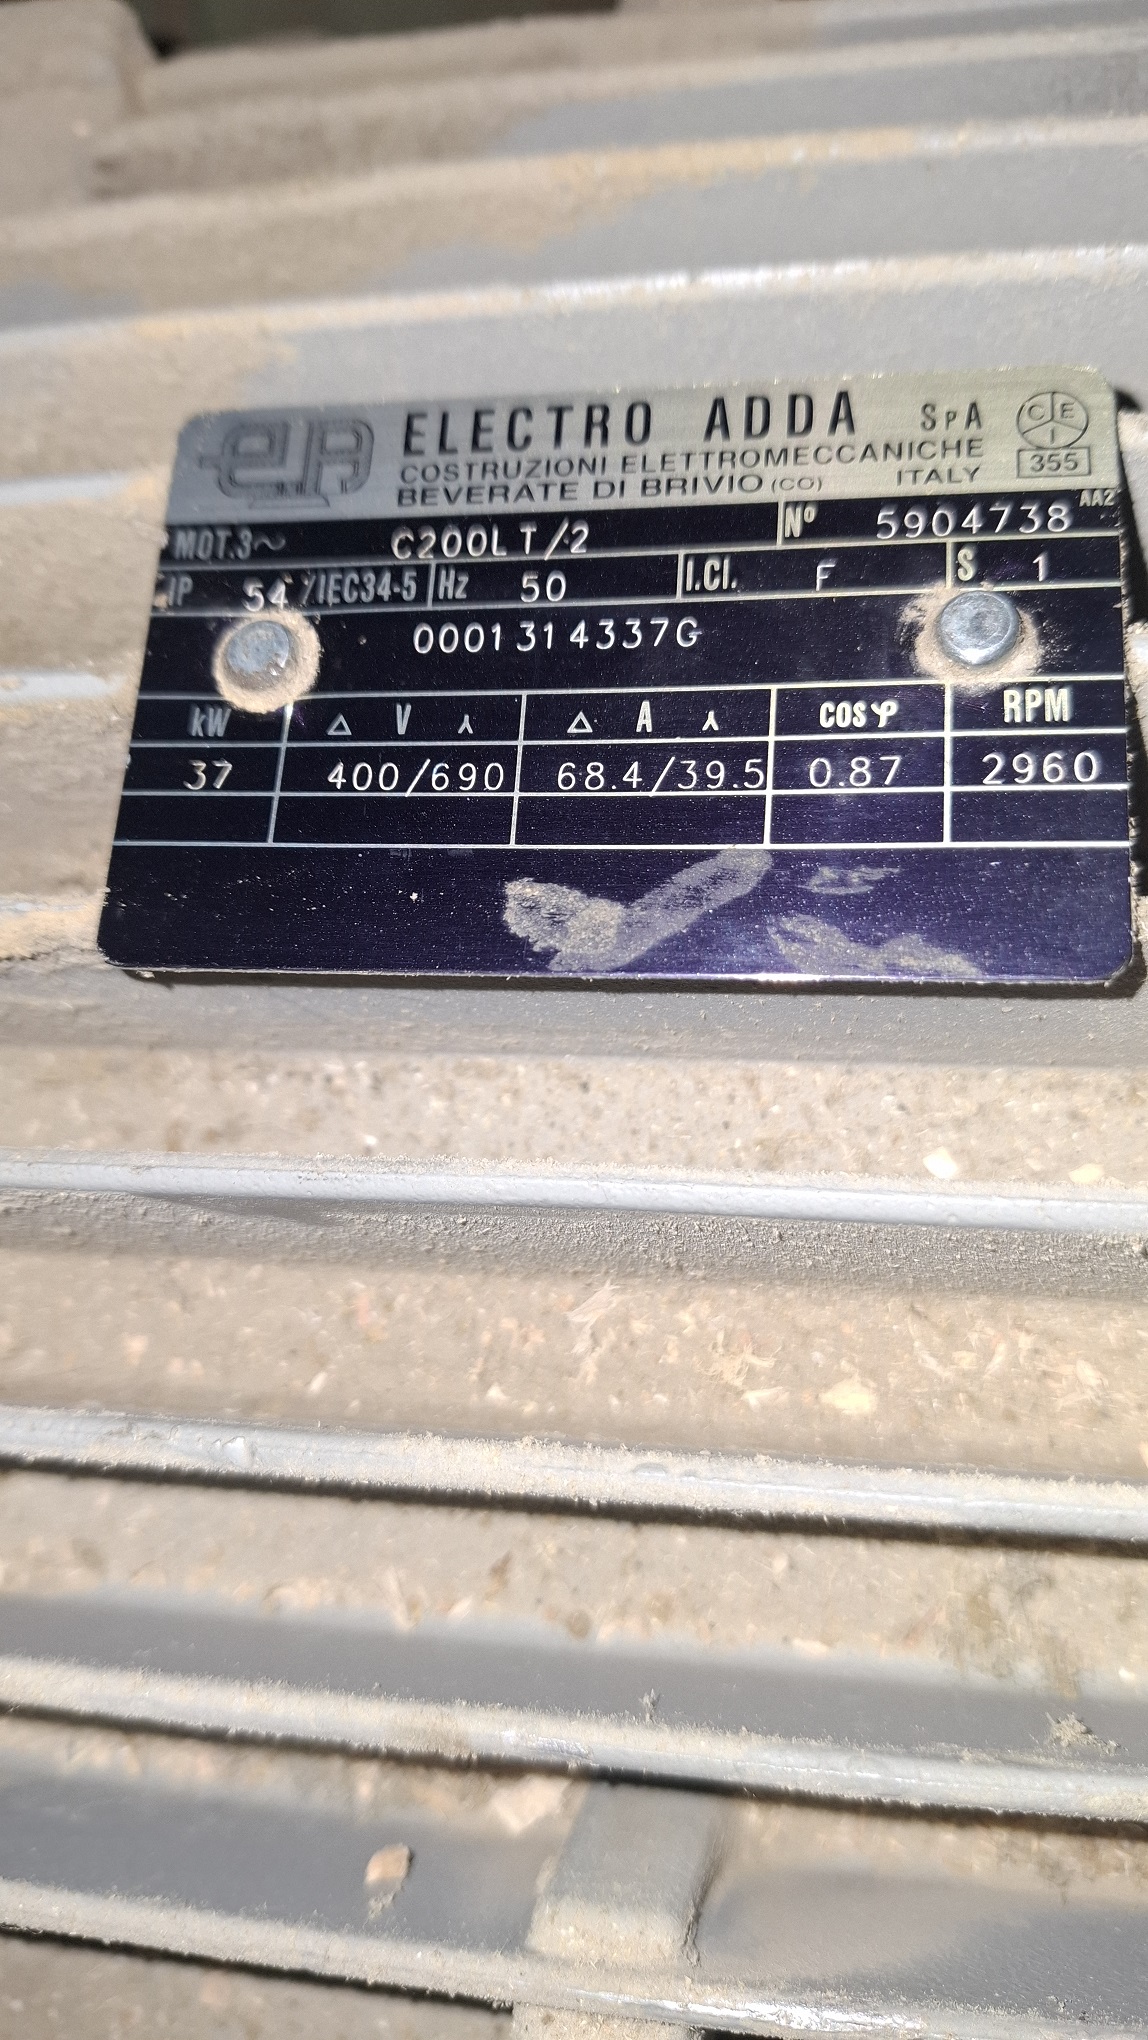 ELECTRO ADDA SPA
COSTRUZIONI ELETTROMECCANICHE
BEVERATE DI BRIVIO (CO) ITALY
CEI
355
MOT.3~ C200L T/2 Nº 5904738 AA2
IP 54 /IEC34-5 Hz 50 I.Cl. F S 1
0001314337G
kW △ V ⅄ △ A ⅄ COSφ RPM
37 400/690 68.4/39.5 0.87 2960